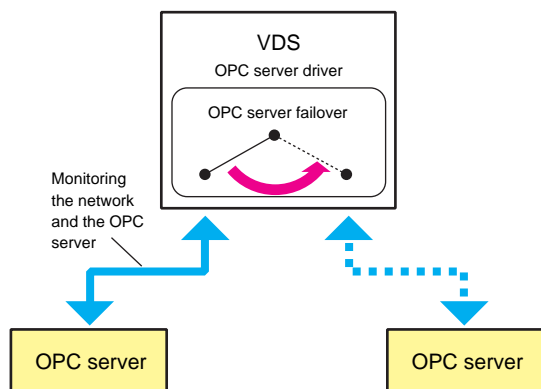 VDS
OPC server driver
OPC server failover
Monitoring
the network
and the OPC
server
OPC server
OPC server